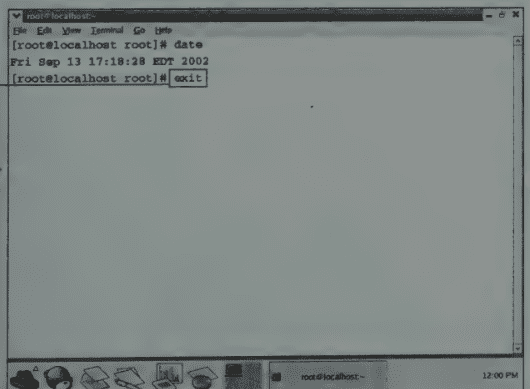 root@localhost:~
File Edit View Terminal Go Help
[root@localhost root]# date
Fri Sep 13 17:18:28 EDT 2002
[root@localhost root]# exit
root@localhost:~
12:00 PM